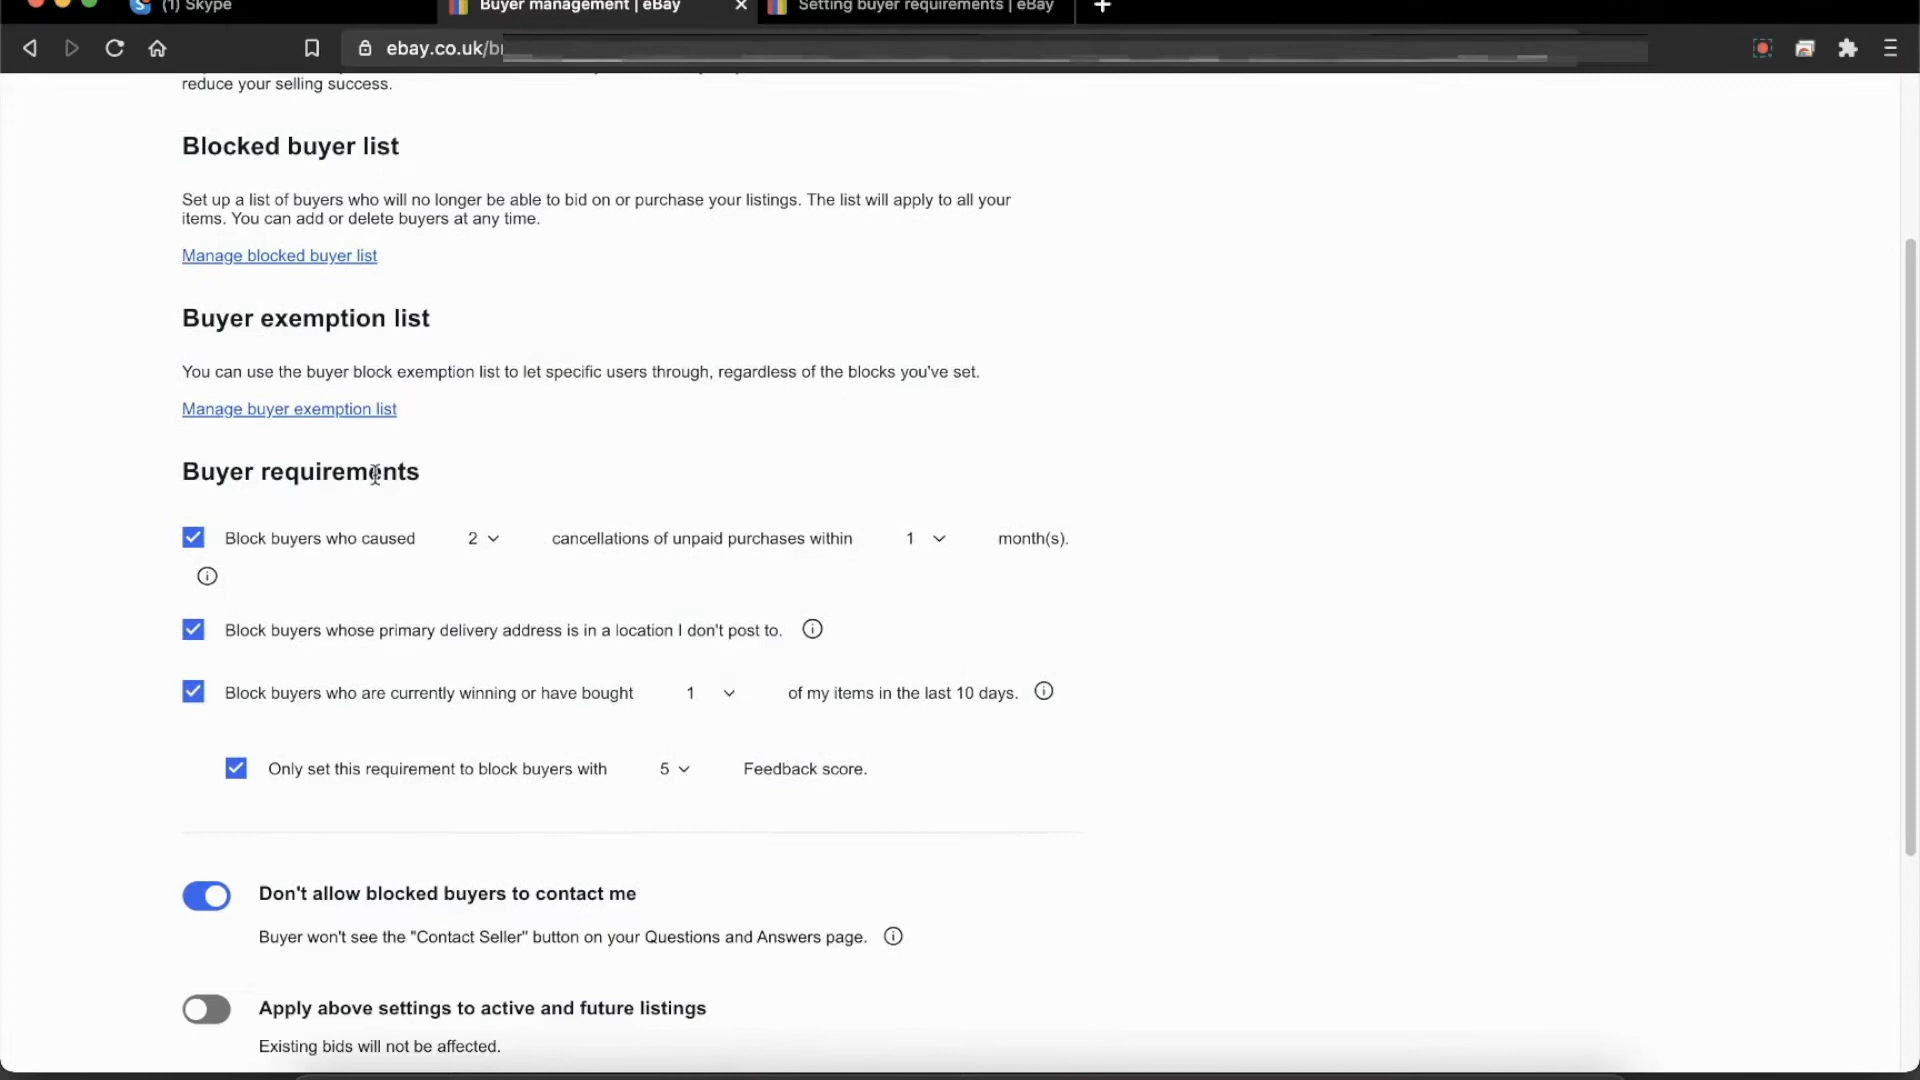 (1) Skype
Buyer management | eBay
Setting buyer requirements | eBay
ebay.co.uk/b
reduce your selling success.
Blocked buyer list
Set up a list of buyers who will no longer be able to bid on or purchase your listings. The list will apply to all your
items. You can add or delete buyers at any time.
Manage blocked buyer list
Buyer exemption list
You can use the buyer block exemption list to let specific users through, regardless of the blocks you've set.
Manage buyer exemption list
Buyer requirements
Block buyers who caused 2 cancellations of unpaid purchases within 1 month(s).
Block buyers whose primary delivery address is in a location I don't post to.
Block buyers who are currently winning or have bought 1 of my items in the last 10 days.
Only set this requirement to block buyers with 5 Feedback score.
Don't allow blocked buyers to contact me
Buyer won't see the "Contact Seller" button on your Questions and Answers page.
Apply above settings to active and future listings
Existing bids will not be affected.